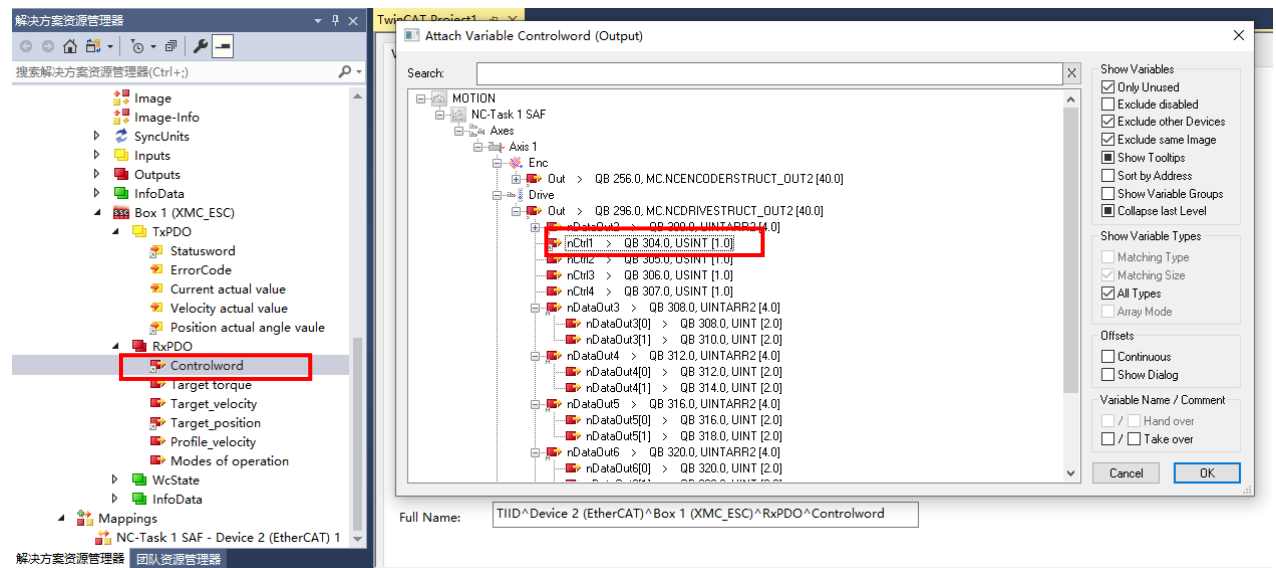 解决方案资源管理器
搜索解决方案资源管理器(Ctrl+;)
Image
Image-Info
SyncUnits
Inputs
Outputs
InfoData
Box 1 (XMC_ESC)
TxPDO
Statusword
ErrorCode
Current actual value
Velocity actual value
Position actual angle vaule
RxPDO
Controlword
Target torque
Target_velocity
Target_position
Profile_velocity
Modes of operation
WcState
InfoData
Mappings
NC-Task 1 SAF - Device 2 (EtherCAT) 1
解决方案资源管理器
团队资源管理器
TwinCAT Project1
Attach Variable Controlword (Output)
Search:
MOTION
NC-Task 1 SAF
Axes
Axis 1
Enc
Out > QB 256.0, MC.NCENCODERSTRUCT_OUT2 [40.0]
Drive
Out > QB 296.0, MC.NCDRIVESTRUCT_OUT2 [40.0]
nDataOut2 > QB 300.0, UINTARR2 [4.0]
nCtrl1 > QB 304.0, USINT [1.0]
nCtrl2 > QB 305.0, USINT [1.0]
nCtrl3 > QB 306.0, USINT [1.0]
nCtrl4 > QB 307.0, USINT [1.0]
nDataOut3 > QB 308.0, UINTARR2 [4.0]
nDataOut3[0] > QB 308.0, UINT [2.0]
nDataOut3[1] > QB 310.0, UINT [2.0]
nDataOut4 > QB 312.0, UINTARR2 [4.0]
nDataOut4[0] > QB 312.0, UINT [2.0]
nDataOut4[1] > QB 314.0, UINT [2.0]
nDataOut5 > QB 316.0, UINTARR2 [4.0]
nDataOut5[0] > QB 316.0, UINT [2.0]
nDataOut5[1] > QB 318.0, UINT [2.0]
nDataOut6 > QB 320.0, UINTARR2 [4.0]
nDataOut6[0] > QB 320.0, UINT [2.0]
Show Variables
Only Unused
Exclude disabled
Exclude other Devices
Exclude same Image
Show Tooltips
Sort by Address
Show Variable Groups
Collapse last Level
Show Variable Types
Matching Type
Matching Size
All Types
Array Mode
Offsets
Continuous
Show Dialog
Variable Name / Comment
/ Hand over
/ Take over
Cancel
OK
Full Name:
TIID^Device 2 (EtherCAT)^Box 1 (XMC_ESC)^RxPDO^Controlword